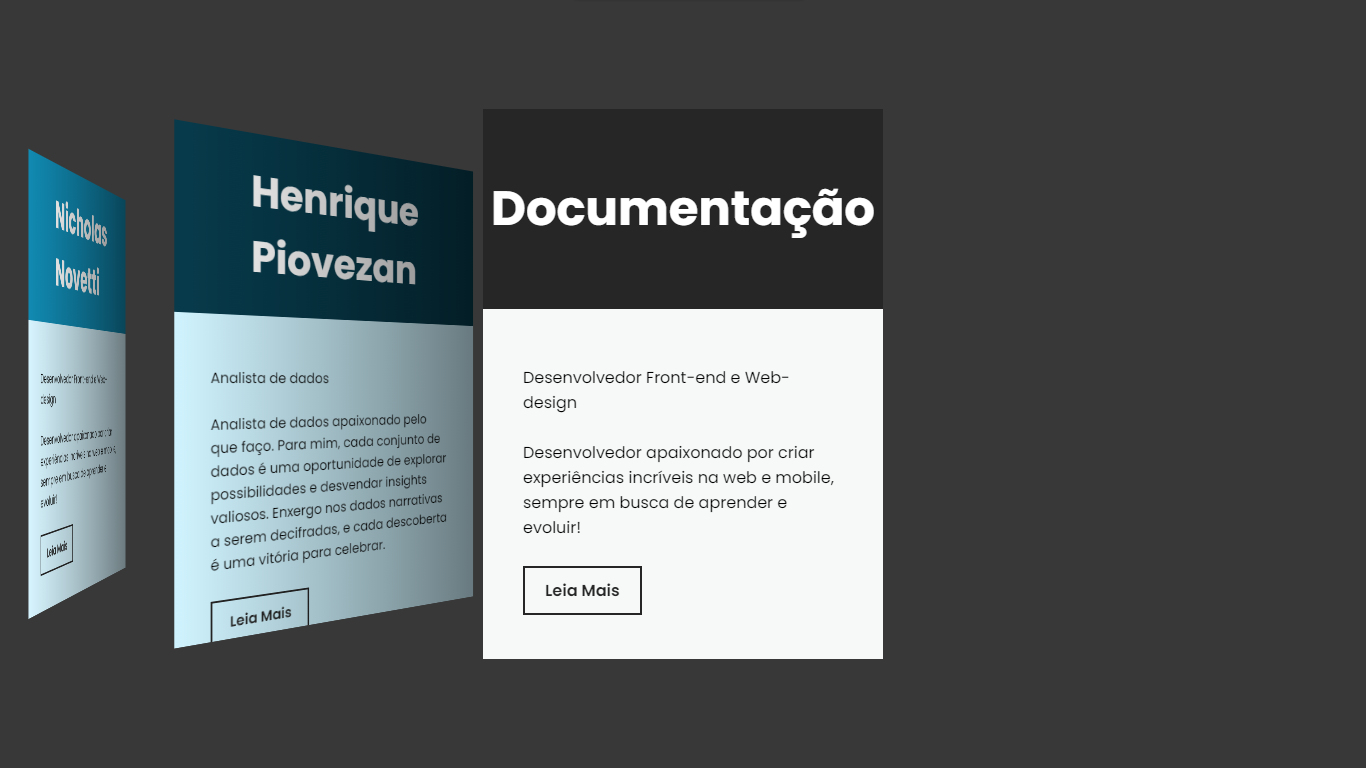 Nicholas
Novetti
Desenvolvedor Front-end e Web-
design
Desenvolvedor apaixonado por criar
experiências incríveis na web e mobile,
sempre em busca de aprender e
evoluir!
Leia Mais
Henrique
Piovezan
Analista de dados
Analista de dados apaixonado pelo
que faço. Para mim, cada conjunto de
dados é uma oportunidade de explorar
possibilidades e desvendar insights
valiosos. Enxergo nos dados narrativas
a serem decifradas, e cada descoberta
é uma vitória para celebrar.
Leia Mais
Documentação
Desenvolvedor Front-end e Web-
design
Desenvolvedor apaixonado por criar
experiências incríveis na web e mobile,
sempre em busca de aprender e
evoluir!
Leia Mais